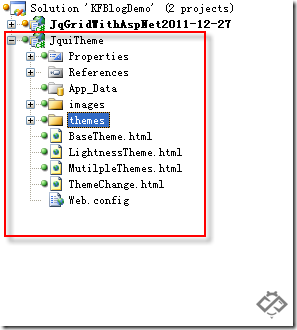 Solution 'KFBlogDemo' (2 projects)
JqGridWithAspNet2011-12-27
JquiTheme
Properties
References
App_Data
images
themes
BaseTheme.html
LightnessTheme.html
MutilpleThemes.html
ThemeChange.html
Web.config